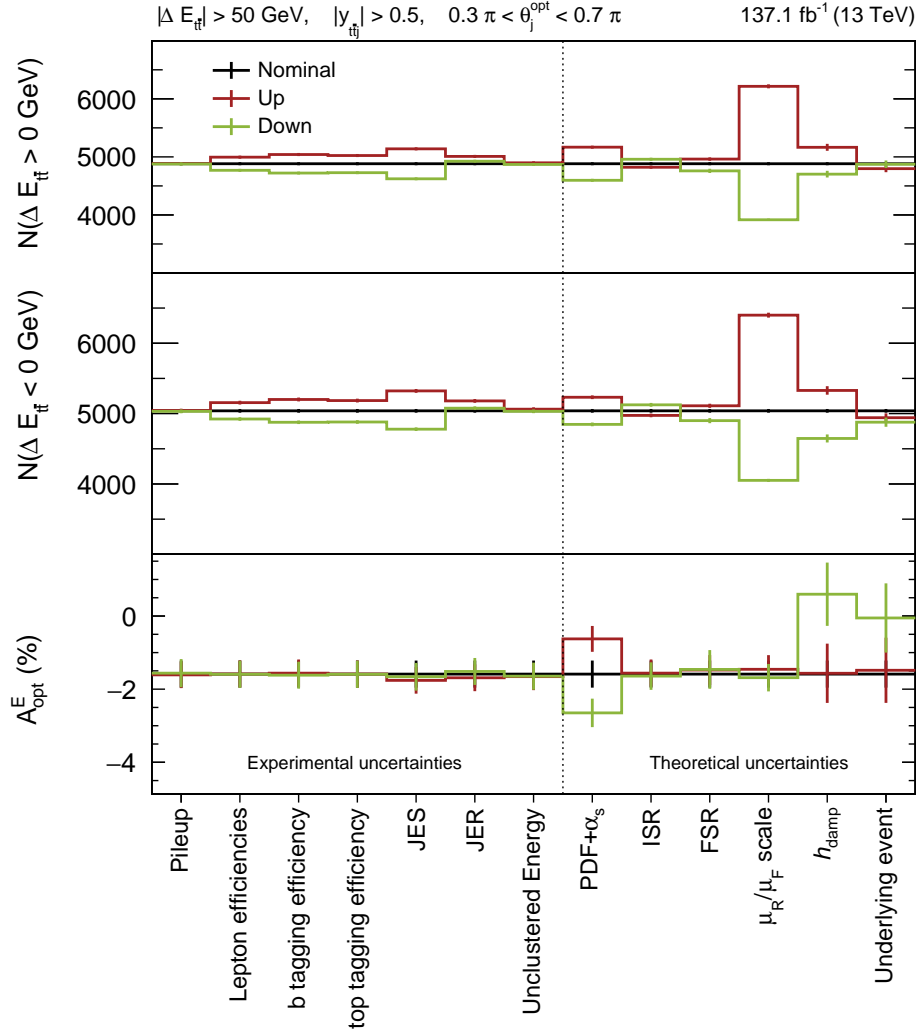 |Δ E_tt̄| > 50 GeV, |y_tt̄j| > 0.5, 0.3 π < θ_j^opt < 0.7 π 137.1 fb⁻¹ (13 TeV)
N(Δ E_tt̄ > 0 GeV)
6000
5000
4000
Nominal
Up
Down
N(Δ E_tt̄ < 0 GeV)
6000
5000
4000
A_opt^E (%)
0
−2
−4
Experimental uncertainties
Theoretical uncertainties
Pileup
Lepton efficiencies
b tagging efficiency
top tagging efficiency
JES
JER
Unclustered Energy
PDF+α_s
ISR
FSR
μ_R/μ_F scale
h_damp
Underlying event